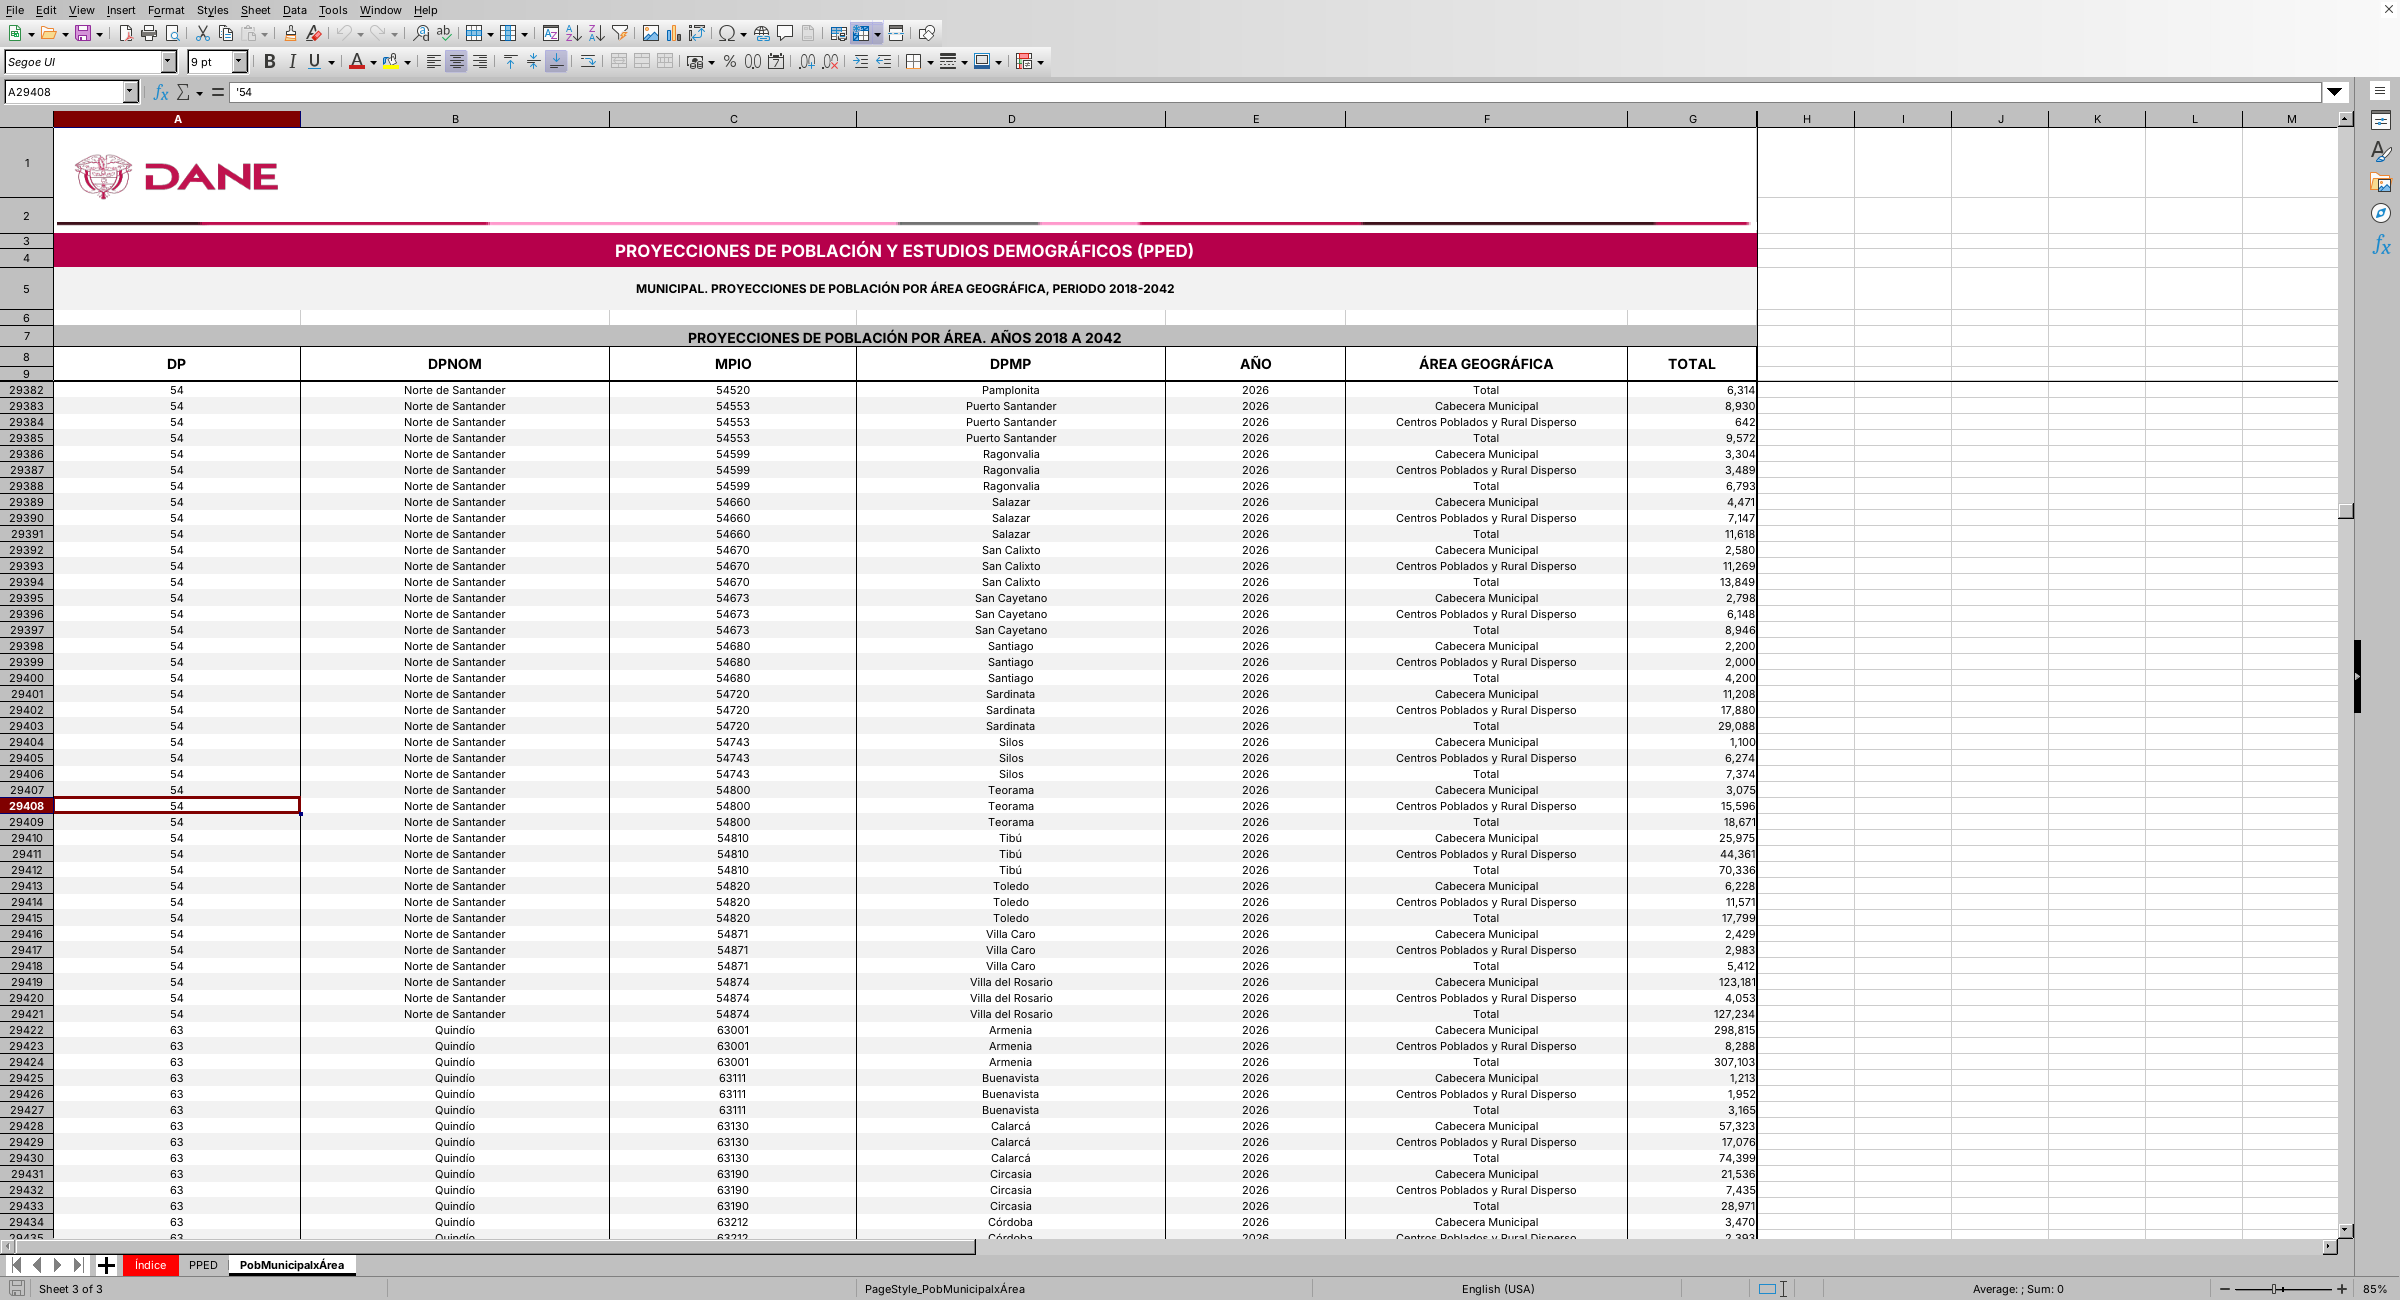 File Edit View Insert Format Styles Sheet Data Tools Window Help
Segoe UI 9 pt
A29408 '54
A B C D E F G H I J K L M
1 DANE
2
3
4 PROYECCIONES DE POBLACIÓN Y ESTUDIOS DEMOGRÁFICOS (PPED)
5 MUNICIPAL. PROYECCIONES DE POBLACIÓN POR ÁREA GEOGRÁFICA, PERIODO 2018-2042
6
7 PROYECCIONES DE POBLACIÓN POR ÁREA. AÑOS 2018 A 2042
8
9 DP DPNOM MPIO DPMP AÑO ÁREA GEOGRÁFICA TOTAL
29382 54 Norte de Santander 54520 Pamplonita 2026 Total 6,314
29383 54 Norte de Santander 54553 Puerto Santander 2026 Cabecera Municipal 8,930
29384 54 Norte de Santander 54553 Puerto Santander 2026 Centros Poblados y Rural Disperso 642
29385 54 Norte de Santander 54553 Puerto Santander 2026 Total 9,572
29386 54 Norte de Santander 54599 Ragonvalia 2026 Cabecera Municipal 3,304
29387 54 Norte de Santander 54599 Ragonvalia 2026 Centros Poblados y Rural Disperso 3,489
29388 54 Norte de Santander 54599 Ragonvalia 2026 Total 6,793
29389 54 Norte de Santander 54660 Salazar 2026 Cabecera Municipal 4,471
29390 54 Norte de Santander 54660 Salazar 2026 Centros Poblados y Rural Disperso 7,147
29391 54 Norte de Santander 54660 Salazar 2026 Total 11,618
29392 54 Norte de Santander 54670 San Calixto 2026 Cabecera Municipal 2,580
29393 54 Norte de Santander 54670 San Calixto 2026 Centros Poblados y Rural Disperso 11,269
29394 54 Norte de Santander 54670 San Calixto 2026 Total 13,849
29395 54 Norte de Santander 54673 San Cayetano 2026 Cabecera Municipal 2,798
29396 54 Norte de Santander 54673 San Cayetano 2026 Centros Poblados y Rural Disperso 6,148
29397 54 Norte de Santander 54673 San Cayetano 2026 Total 8,946
29398 54 Norte de Santander 54680 Santiago 2026 Cabecera Municipal 2,200
29399 54 Norte de Santander 54680 Santiago 2026 Centros Poblados y Rural Disperso 2,000
29400 54 Norte de Santander 54680 Santiago 2026 Total 4,200
29401 54 Norte de Santander 54720 Sardinata 2026 Cabecera Municipal 11,208
29402 54 Norte de Santander 54720 Sardinata 2026 Centros Poblados y Rural Disperso 17,880
29403 54 Norte de Santander 54720 Sardinata 2026 Total 29,088
29404 54 Norte de Santander 54743 Silos 2026 Cabecera Municipal 1,100
29405 54 Norte de Santander 54743 Silos 2026 Centros Poblados y Rural Disperso 6,274
29406 54 Norte de Santander 54743 Silos 2026 Total 7,374
29407 54 Norte de Santander 54800 Teorama 2026 Cabecera Municipal 3,075
29408 54 Norte de Santander 54800 Teorama 2026 Centros Poblados y Rural Disperso 15,596
29409 54 Norte de Santander 54800 Teorama 2026 Total 18,671
29410 54 Norte de Santander 54810 Tibú 2026 Cabecera Municipal 25,975
29411 54 Norte de Santander 54810 Tibú 2026 Centros Poblados y Rural Disperso 44,361
29412 54 Norte de Santander 54810 Tibú 2026 Total 70,336
29413 54 Norte de Santander 54820 Toledo 2026 Cabecera Municipal 6,228
29414 54 Norte de Santander 54820 Toledo 2026 Centros Poblados y Rural Disperso 11,571
29415 54 Norte de Santander 54820 Toledo 2026 Total 17,799
29416 54 Norte de Santander 54871 Villa Caro 2026 Cabecera Municipal 2,429
29417 54 Norte de Santander 54871 Villa Caro 2026 Centros Poblados y Rural Disperso 2,983
29418 54 Norte de Santander 54871 Villa Caro 2026 Total 5,412
29419 54 Norte de Santander 54874 Villa del Rosario 2026 Cabecera Municipal 123,181
29420 54 Norte de Santander 54874 Villa del Rosario 2026 Centros Poblados y Rural Disperso 4,053
29421 54 Norte de Santander 54874 Villa del Rosario 2026 Total 127,234
29422 63 Quindío 63001 Armenia 2026 Cabecera Municipal 298,815
29423 63 Quindío 63001 Armenia 2026 Centros Poblados y Rural Disperso 8,288
29424 63 Quindío 63001 Armenia 2026 Total 307,103
29425 63 Quindío 63111 Buenavista 2026 Cabecera Municipal 1,213
29426 63 Quindío 63111 Buenavista 2026 Centros Poblados y Rural Disperso 1,952
29427 63 Quindío 63111 Buenavista 2026 Total 3,165
29428 63 Quindío 63130 Calarcá 2026 Cabecera Municipal 57,323
29429 63 Quindío 63130 Calarcá 2026 Centros Poblados y Rural Disperso 17,076
29430 63 Quindío 63130 Calarcá 2026 Total 74,399
29431 63 Quindío 63190 Circasia 2026 Cabecera Municipal 21,536
29432 63 Quindío 63190 Circasia 2026 Centros Poblados y Rural Disperso 7,435
29433 63 Quindío 63190 Circasia 2026 Total 28,971
29434 63 Quindío 63212 Córdoba 2026 Cabecera Municipal 3,470
29435 63 Quindío 63212 Córdoba 2026 Centros Poblados y Rural Disperso 2,393
Índice PPED PobMunicipalxÁrea
Sheet 3 of 3 PageStyle_PobMunicipalxÁrea English (USA) Average: ; Sum: 0 85%